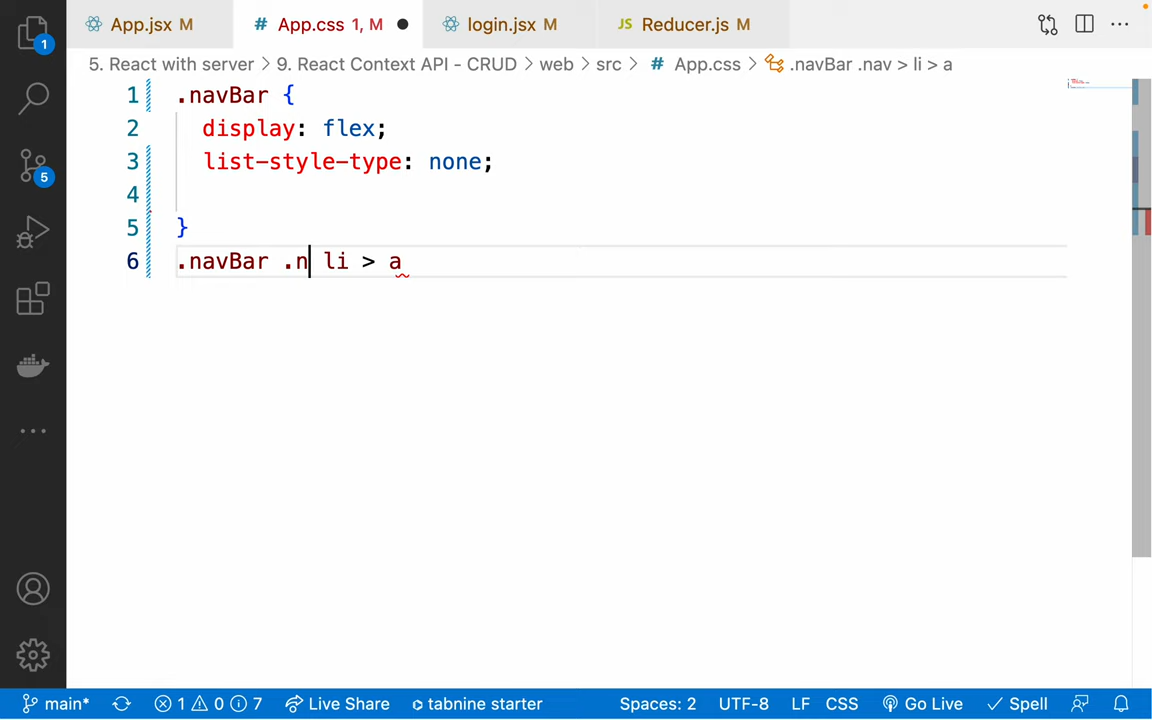 App.jsx M
# App.css 1, M
login.jsx M
JS Reducer.js M
5. React with server > 9. React Context API - CRUD > web > src > # App.css > .navBar .nav > li > a
1
5
1 .navBar {
2 display: flex;
3 list-style-type: none;
4
5 }
6 .navBar .n li > a
main* 1 0 7 Live Share tabnine starter Spaces: 2 UTF-8 LF CSS Go Live Spell